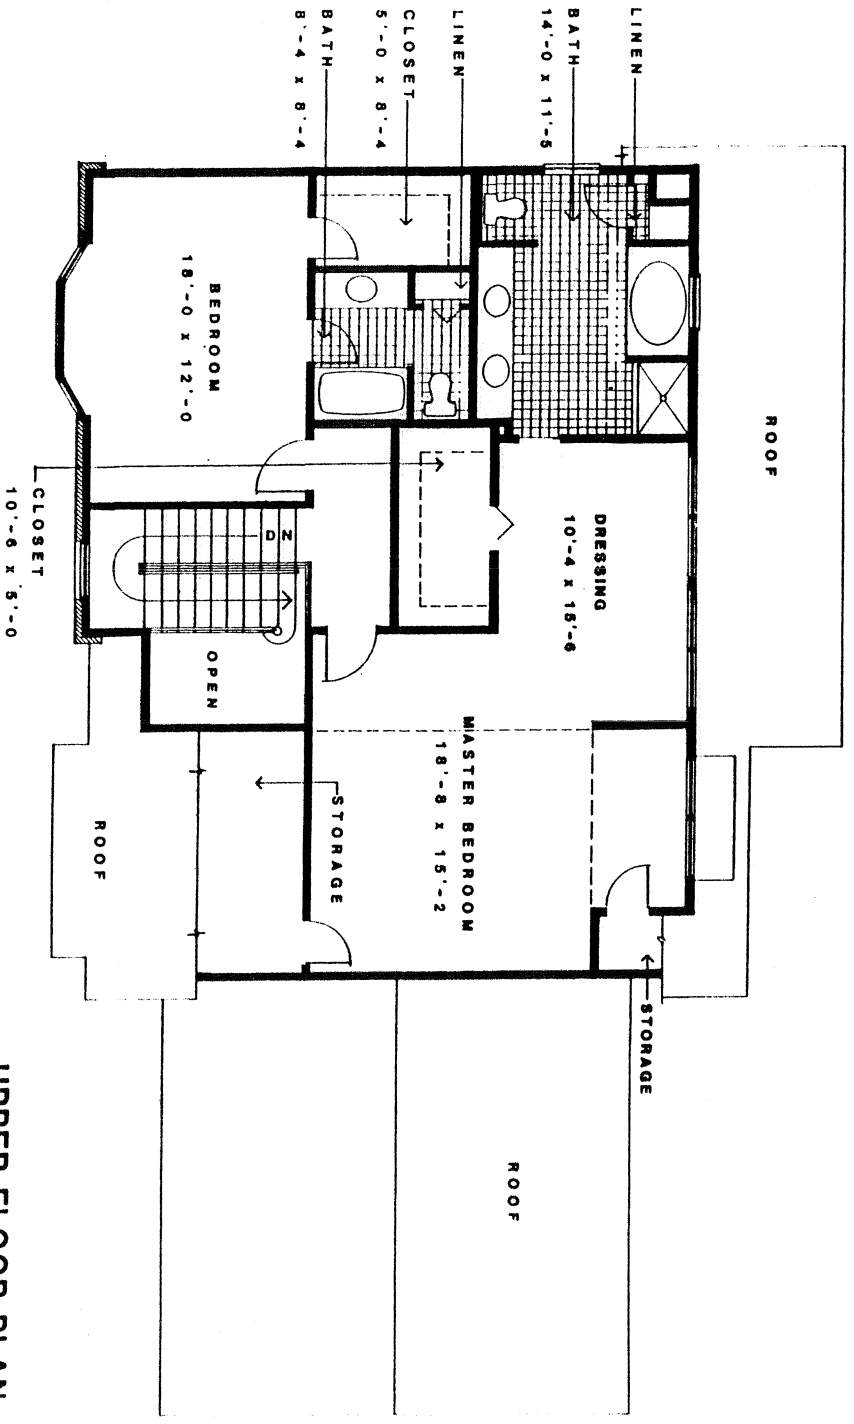 LINEN
BATH
14'-0 x 11'-5
LINEN
CLOSET
5'-0 x 8'-4
BATH
8'-4 x 8'-4
ROOF
DRESSING
10'-4 x 15'-6
BEDROOM
18'-0 x 12'-0
CLOSET
10'-6 x 5'-0
DN
OPEN
MASTER BEDROOM
18'-8 x 15'-2
STORAGE
STORAGE
ROOF
ROOF
UPPER FLOOR PLAN